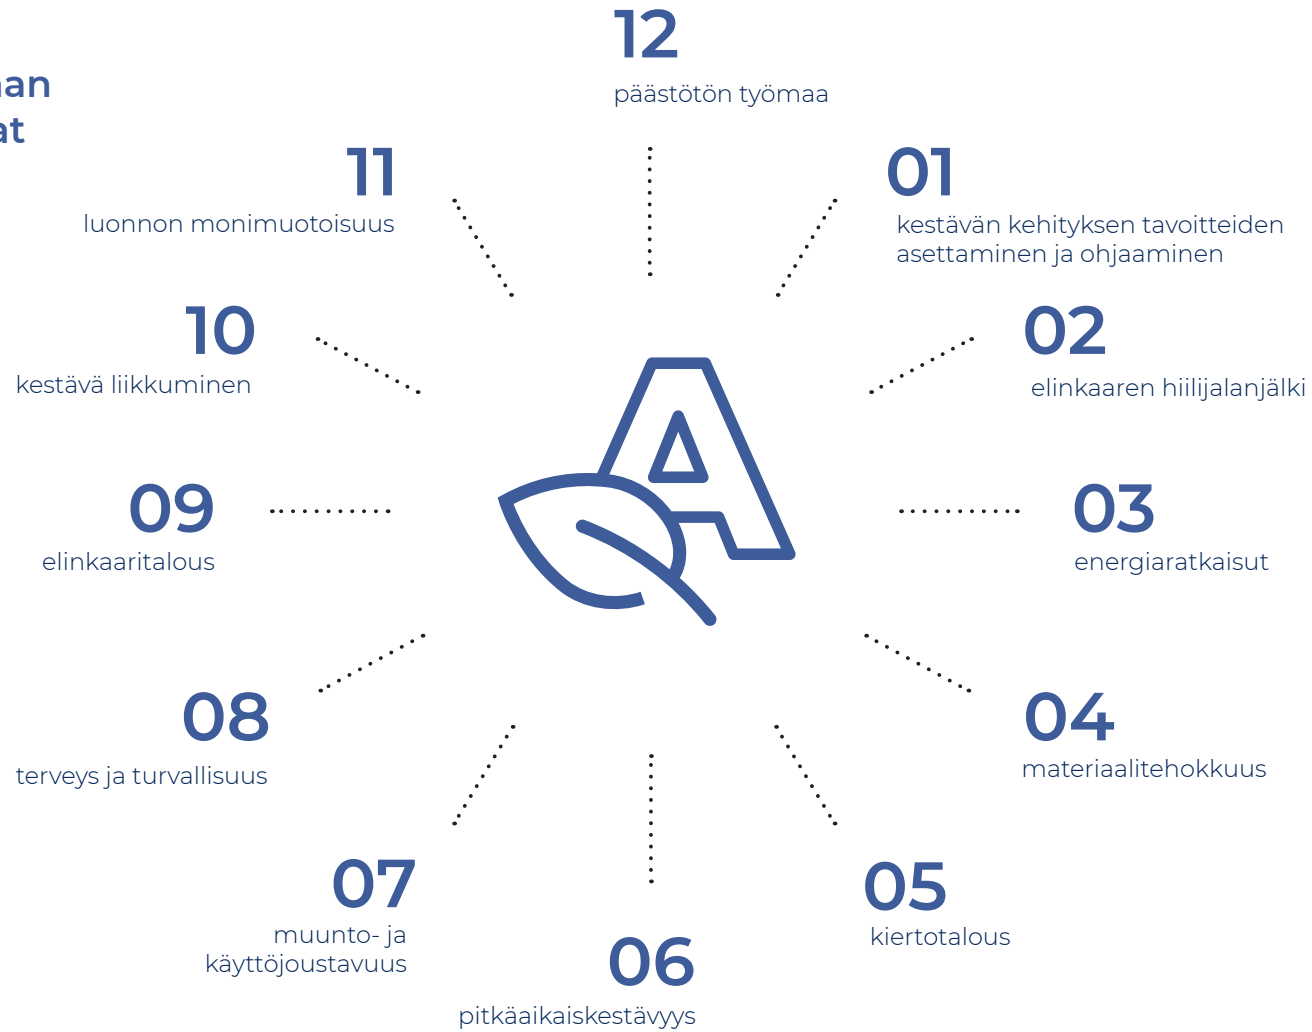 at
12
päästötön työmaa
01
kestävän kehityksen tavoitteiden
asettaminen ja ohjaaminen
02
elinkaaren hiilijalanjälki
03
energiaratkaisut
04
materiaalitehokkuus
05
kiertotalous
06
pitkäaikaiskestävyys
07
muunto- ja
käyttöjoustavuus
08
terveys ja turvallisuus
09
elinkaaritalous
10
kestävä liikkuminen
11
luonnon monimuotoisuus
A